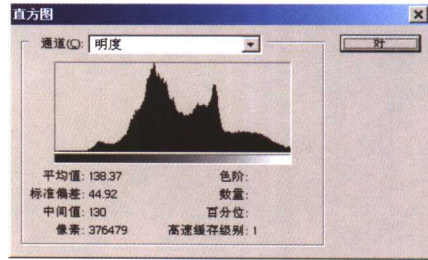 直方图
通道(C): 明度
平均值: 138.37
色阶:
标准偏差: 44.92
数量:
中间值: 130
百分位:
像素: 376479
高速缓存级别: 1